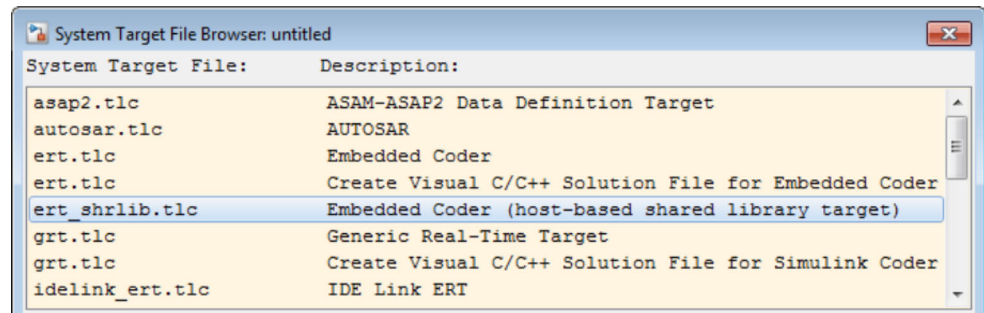 System Target File Browser: untitled
System Target File: Description:
asap2.tlc ASAM-ASAP2 Data Definition Target
autosar.tlc AUTOSAR
ert.tlc Embedded Coder
ert.tlc Create Visual C/C++ Solution File for Embedded Coder
ert_shrlib.tlc Embedded Coder (host-based shared library target)
grt.tlc Generic Real-Time Target
grt.tlc Create Visual C/C++ Solution File for Simulink Coder
idelink_ert.tlc IDE Link ERT